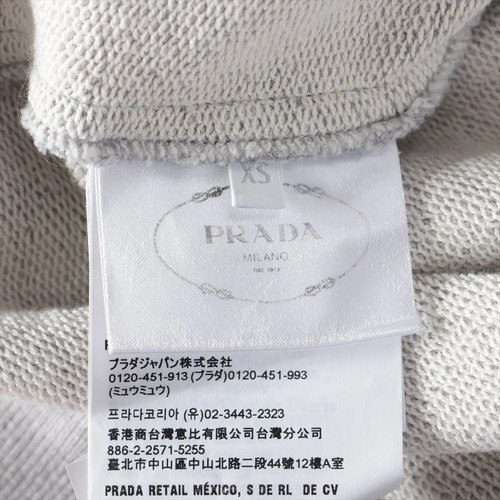 XS
PRADA
MILANO
DAL 1913
プラダジャパン株式会社
0120-451-913 (プラダ)0120-451-993
(ミュウミュウ)
프라다코리아 (유)02-3443-2323
香港商台灣意比有限公司台灣分公司
886-2-2571-5255
臺北市中山區中山北路二段44號12樓A室
PRADA RETAIL MÉXICO, S DE RL DE CV